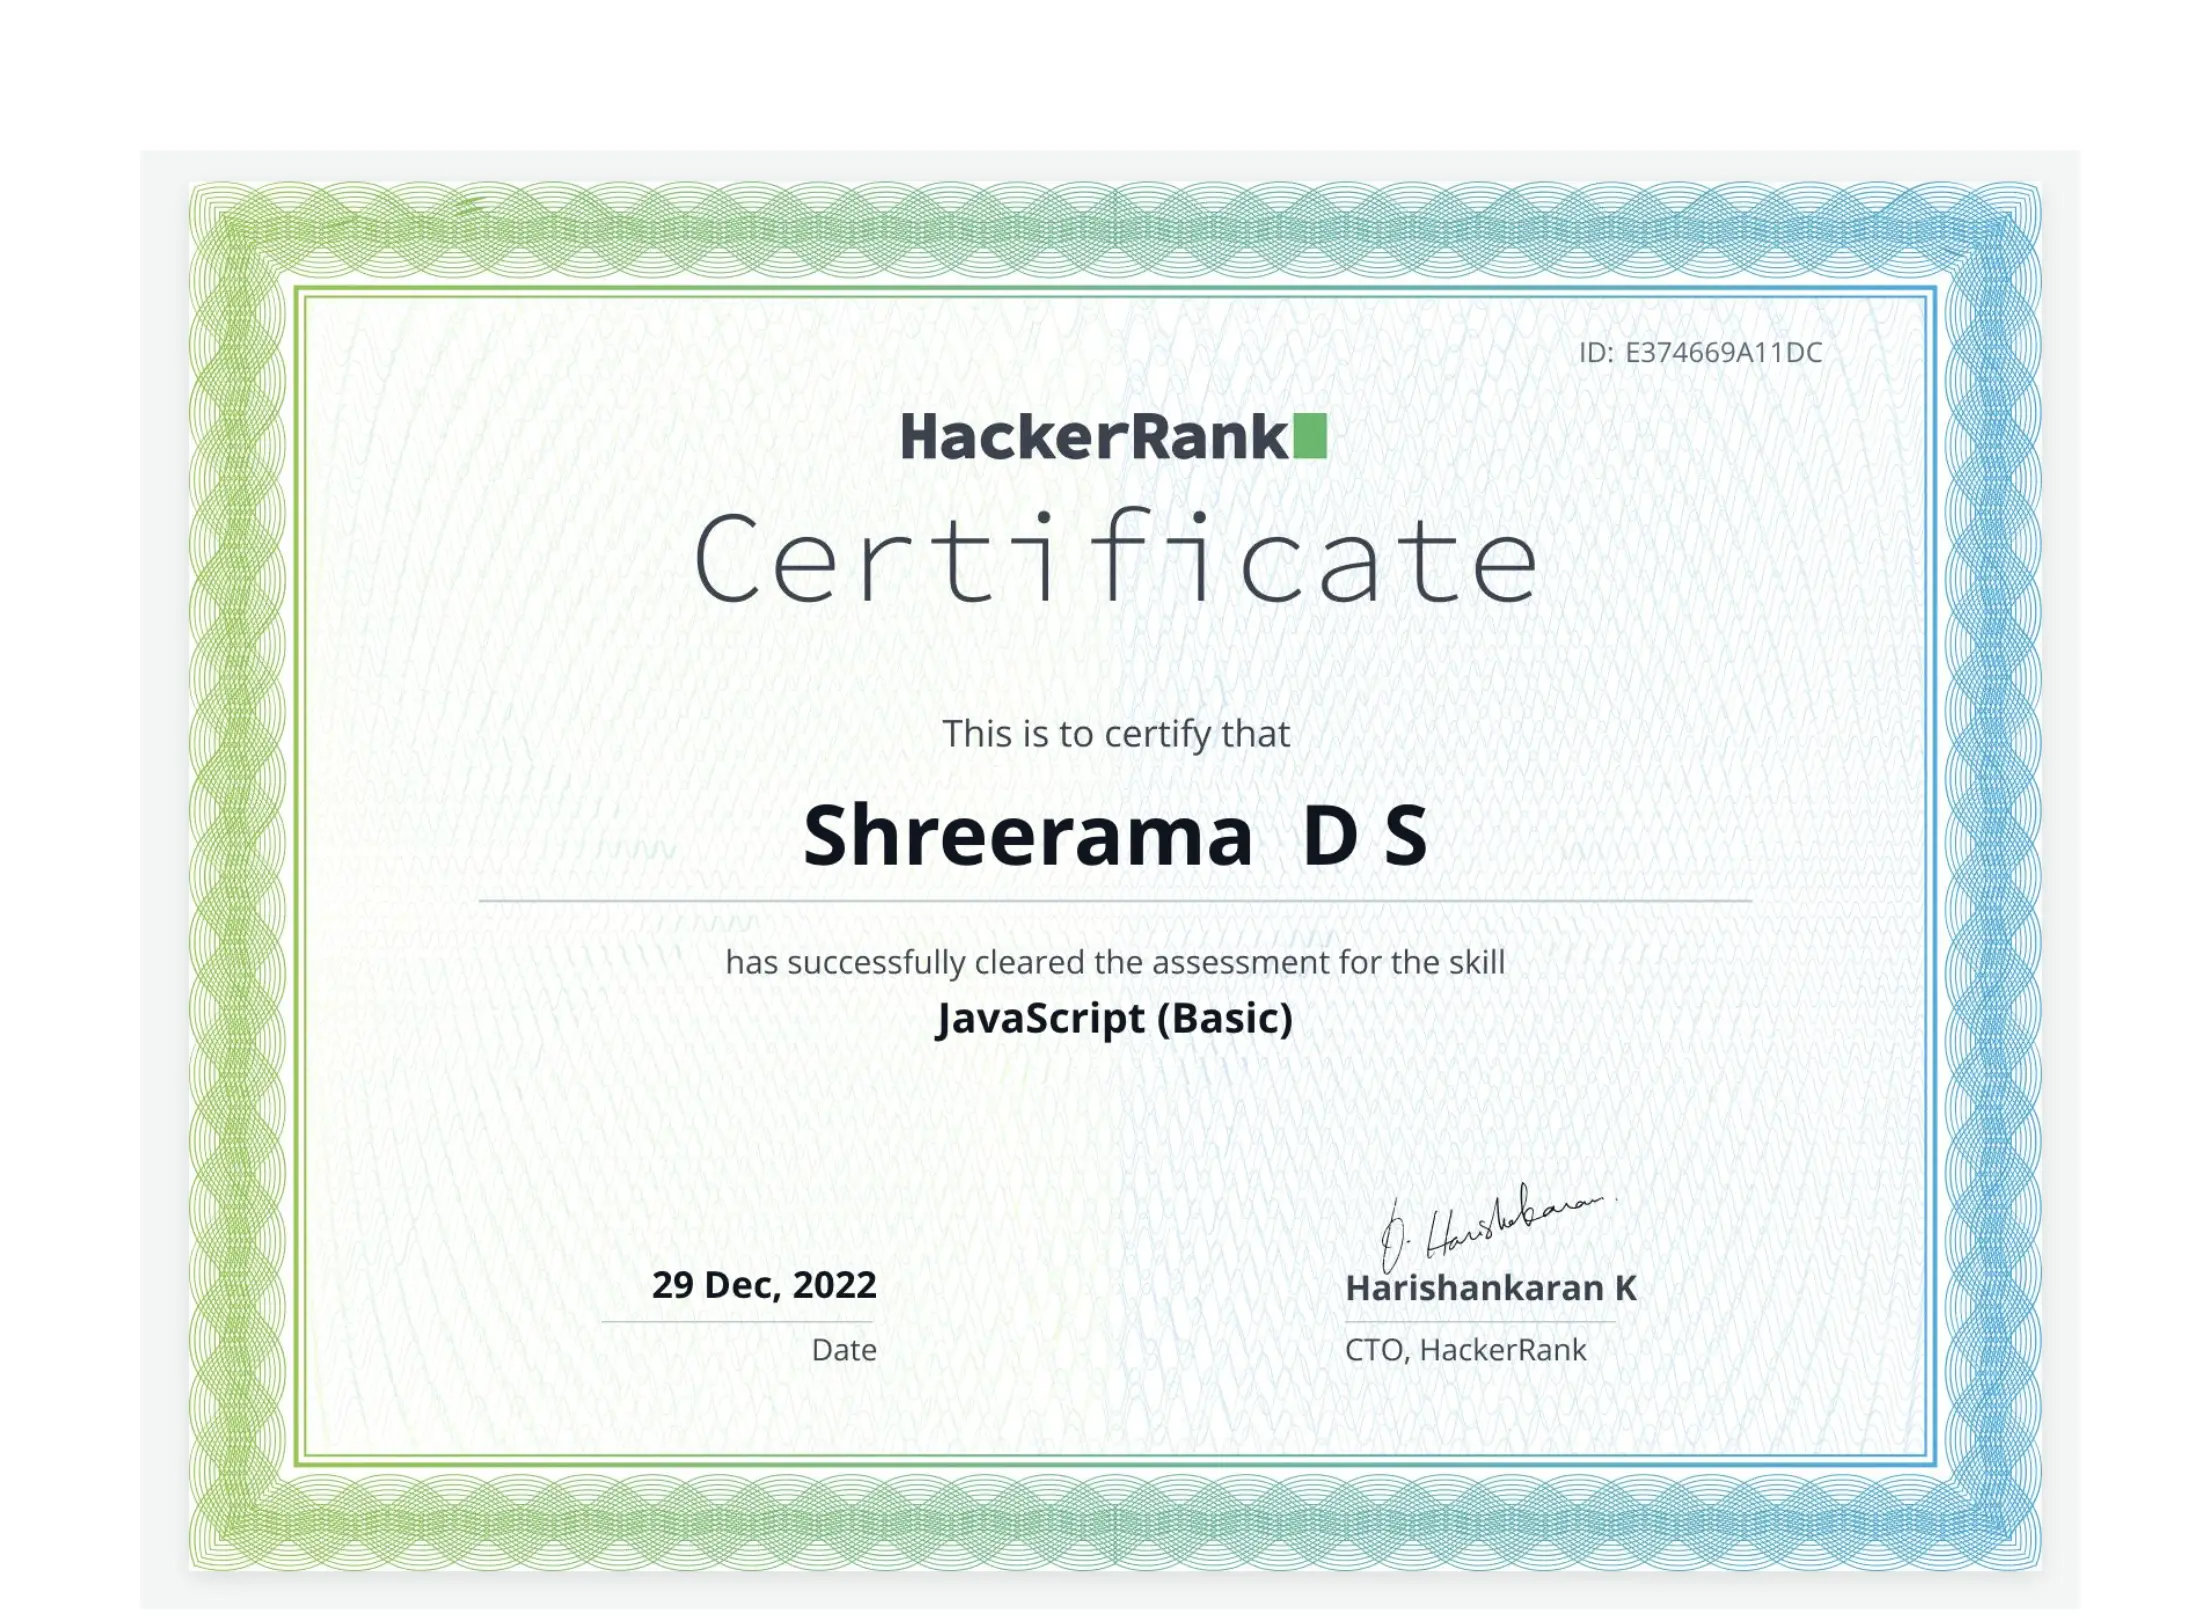 ID: E374669A11DC
HackerRank
Certificate
This is to certify that
Shreerama D S
has successfully cleared the assessment for the skill
JavaScript (Basic)
D. Harishankaran.
29 Dec, 2022
Harishankaran K
Date
CTO, HackerRank